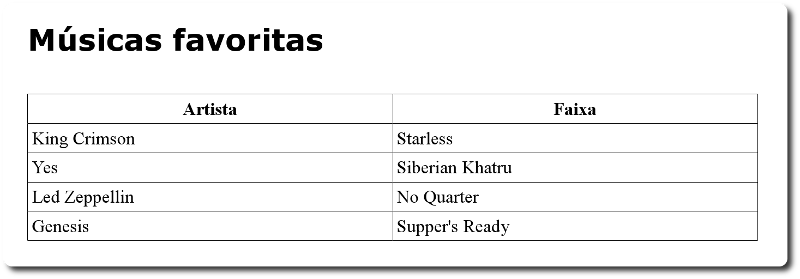 Músicas favoritas
Artista Faixa
King Crimson Starless
Yes Siberian Khatru
Led Zeppellin No Quarter
Genesis Supper's Ready